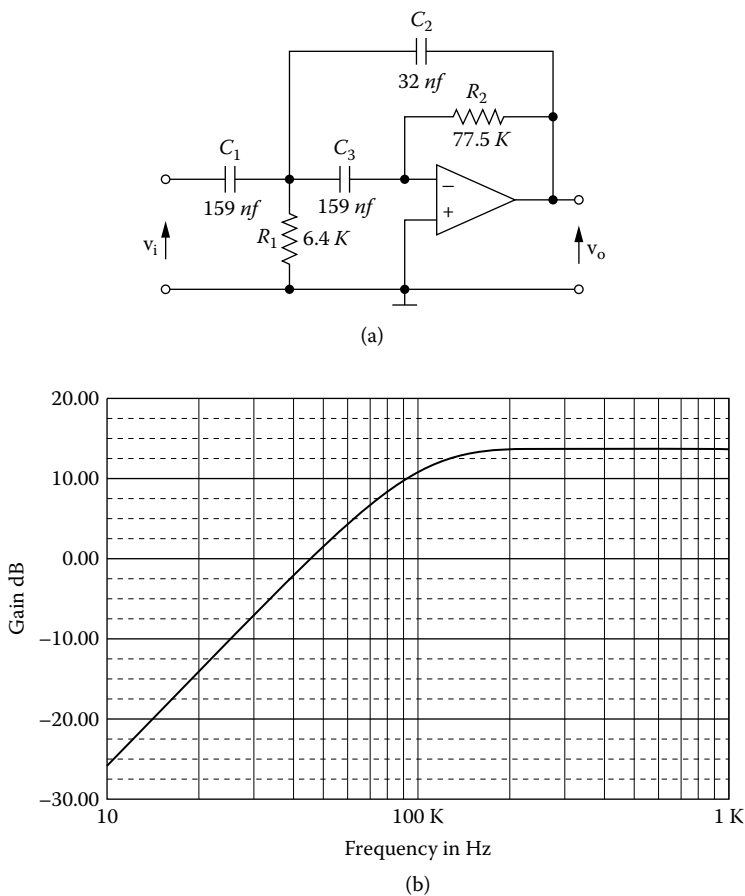 C2
32 nf
R2
77.5 K
C1
C3
159 nf
159 nf
R1 6.4 K
−
+
vi
vo
(a)
20.00
10.00
0.00
−10.00
−20.00
−30.00
Gain dB
10 100 K 1 K
Frequency in Hz
(b)